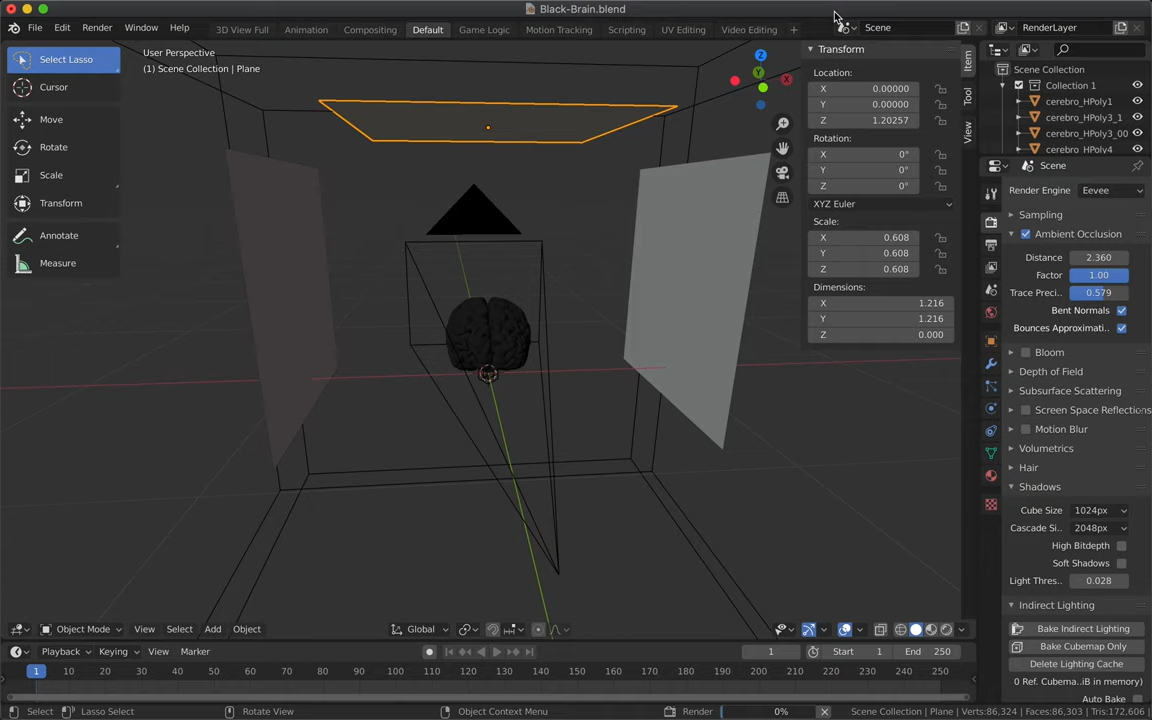 Black-Brain.blend
File Edit Render Window Help
3D View Full Animation Compositing Default Game Logic Motion Tracking Scripting UV Editing Video Editing +
Scene
RenderLayer
Select Lasso
Cursor
Move
Rotate
Scale
Transform
Annotate
Measure
User Perspective
(1) Scene Collection | Plane
Z
Y
X
Transform
Location:
X 0.00000
Y 0.00000
Z 1.20257
Rotation:
X 0°
Y 0°
Z 0°
XYZ Euler
Scale:
X 0.608
Y 0.608
Z 0.608
Dimensions:
X 1.216
Y 1.216
Z 0.000
Item
Tool
View
Scene Collection
Collection 1
cerebro_HPoly1
cerebro_HPoly3_1
cerebro_HPoly3_00
cerebro_HPoly4
Scene
Render Engine Eevee
Sampling
Ambient Occlusion
Distance 2.360
Factor 1.00
Trace Preci.. 0.579
Bent Normals
Bounces Approximati..
Bloom
Depth of Field
Subsurface Scattering
Screen Space Reflections
Motion Blur
Volumetrics
Hair
Shadows
Cube Size 1024px
Cascade Si.. 2048px
High Bitdepth
Soft Shadows
Light Thres.. 0.028
Indirect Lighting
Bake Indirect Lighting
Bake Cubemap Only
Delete Lighting Cache
0 Ref. Cubema..iB in memory)
Auto Bake
Object Mode View Select Add Object
Global
Playback Keying View Marker
1
Start 1
End 250
1 10 20 30 40 50 60 70 80 90 100 110 120 130 140 150 160 170 180 190 200 210 220 230 240 250
Select Lasso Select Rotate View Object Context Menu Render 0% Scene Collection | Plane | Verts:86,324 | Faces:86,303 | Tris:172,606